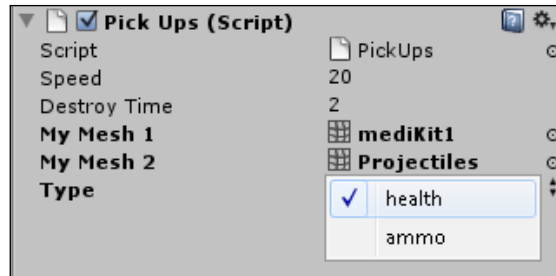 Pick Ups (Script)
Script PickUps
Speed 20
Destroy Time 2
My Mesh 1 mediKit1
My Mesh 2 Projectiles
Type
health
ammo